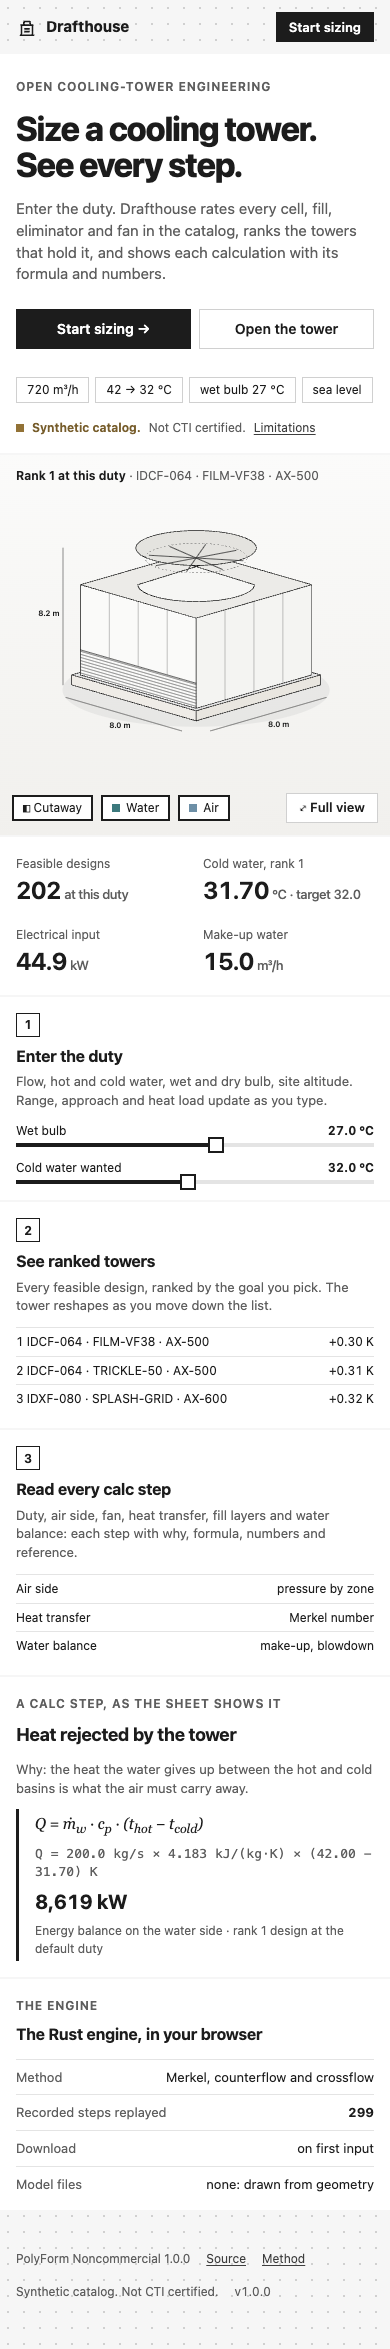 Drafthouse
Start sizing
OPEN COOLING-TOWER ENGINEERING
Size a cooling tower.
See every step.
Enter the duty. Drafthouse rates every cell, fill,
eliminator and fan in the catalog, ranks the towers
that hold it, and shows each calculation with its
formula and numbers.
Start sizing →
Open the tower
720 m³/h
42 → 32 °C
wet bulb 27 °C
sea level
Synthetic catalog. Not CTI certified. Limitations
Rank 1 at this duty · IDCF-064 · FILM-VF38 · AX-500
8.2 m
8.0 m
8.0 m
Cutaway
Water
Air
Full view
Feasible designs
202 at this duty
Cold water, rank 1
31.70 °C · target 32.0
Electrical input
44.9 kW
Make-up water
15.0 m³/h
1
Enter the duty
Flow, hot and cold water, wet and dry bulb, site altitude.
Range, approach and heat load update as you type.
Wet bulb 27.0 °C
Cold water wanted 32.0 °C
2
See ranked towers
Every feasible design, ranked by the goal you pick. The
tower reshapes as you move down the list.
1 IDCF-064 · FILM-VF38 · AX-500 +0.30 K
2 IDCF-064 · TRICKLE-50 · AX-500 +0.31 K
3 IDXF-080 · SPLASH-GRID · AX-600 +0.32 K
3
Read every calc step
Duty, air side, fan, heat transfer, fill layers and water
balance: each step with why, formula, numbers and
reference.
Air side pressure by zone
Heat transfer Merkel number
Water balance make-up, blowdown
A CALC STEP, AS THE SHEET SHOWS IT
Heat rejected by the tower
Why: the heat the water gives up between the hot and cold
basins is what the air must carry away.
Q = ṁw · cp · (thot − tcold)
Q = 200.0 kg/s × 4.183 kJ/(kg·K) × (42.00 −
31.70) K
8,619 kW
Energy balance on the water side · rank 1 design at the
default duty
THE ENGINE
The Rust engine, in your browser
Method Merkel, counterflow and crossflow
Recorded steps replayed 299
Download on first input
Model files none: drawn from geometry
PolyForm Noncommercial 1.0.0 Source Method
Synthetic catalog. Not CTI certified. v1.0.0